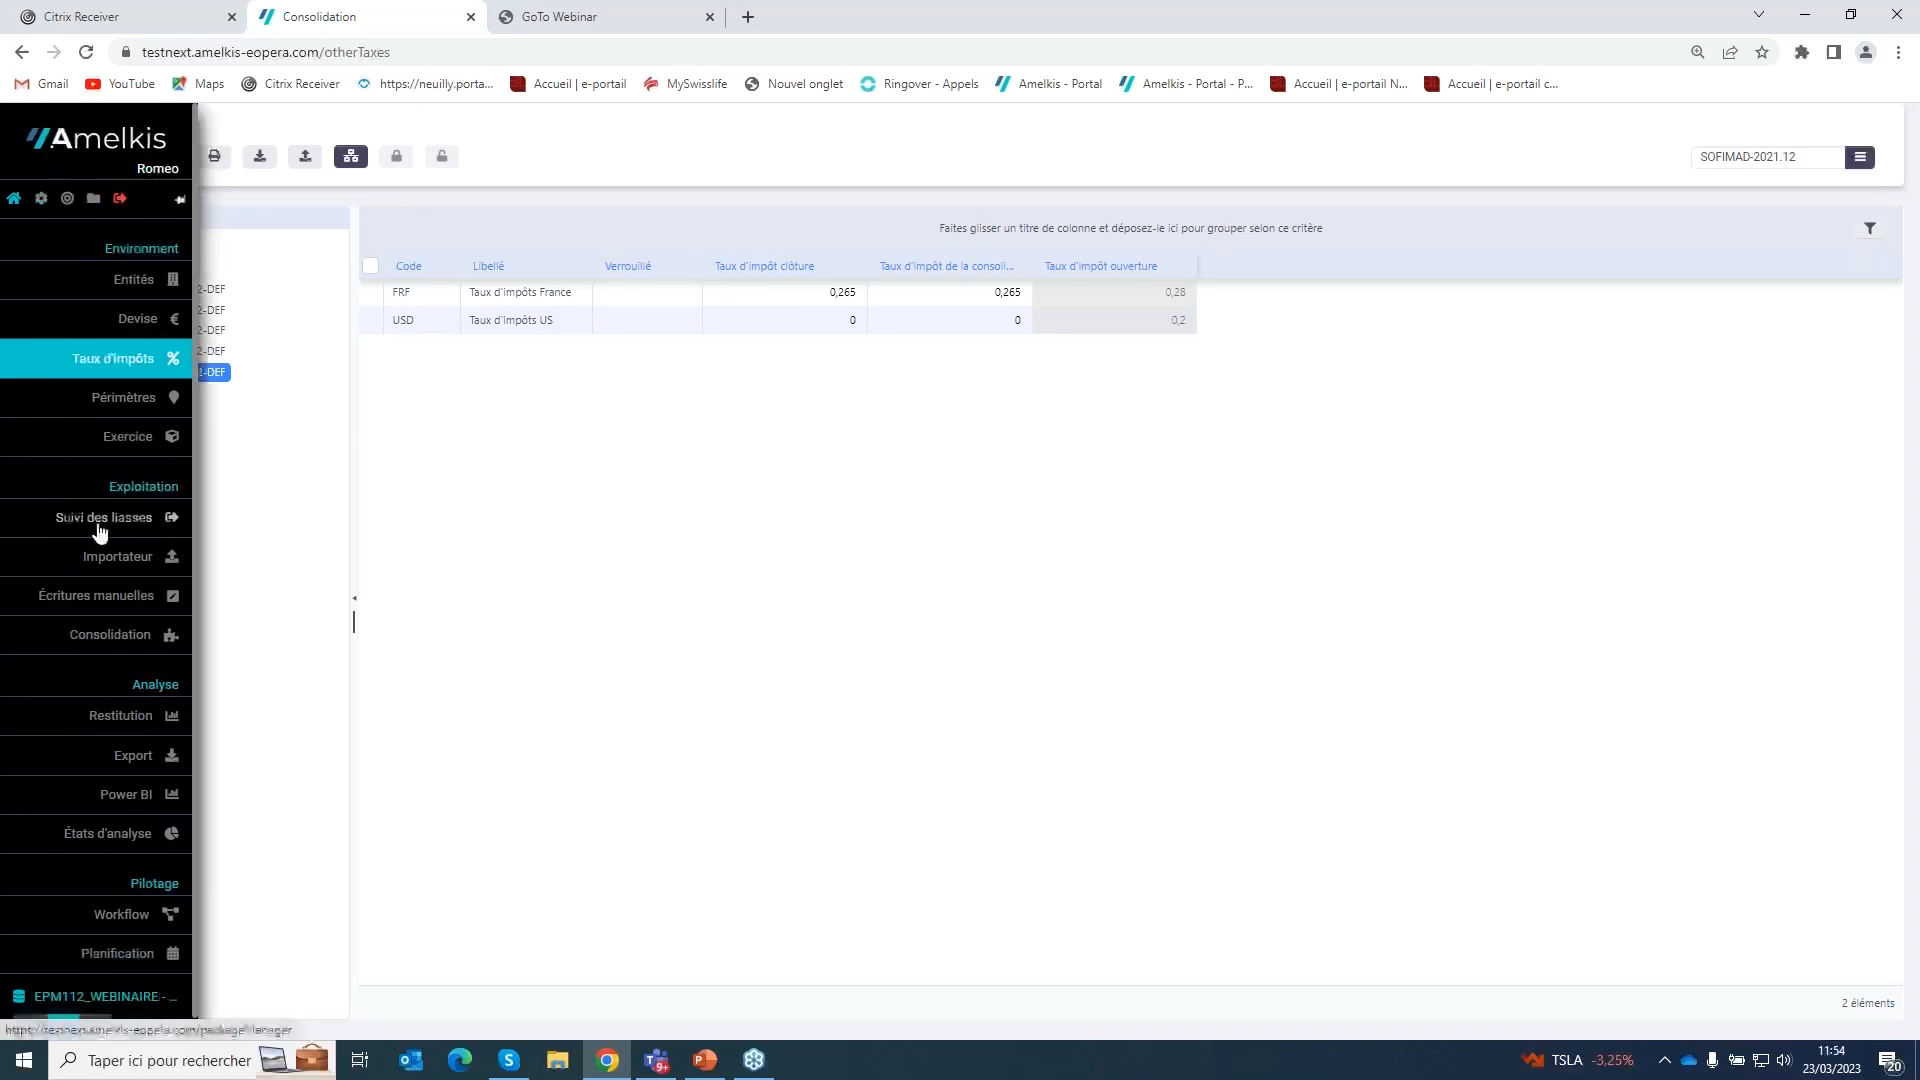 Citrix Receiver
Consolidation
GoTo Webinar
testnext.amelkis-eopera.com/otherTaxes
Gmail
YouTube
Maps
Citrix Receiver
https://neuilly.porta...
Accueil | e-portail
MySwisslife
Nouvel onglet
Ringover - Appels
Amelkis - Portal
Amelkis - Portal - P...
Accueil | e-portail N...
Accueil | e-portail c...
Amelkis
Romeo
SOFIMAD-2021.12
Environment
Entités
Devise
Taux d'impôts
Périmètres
Exercice
Exploitation
Suivi des liasses
Importateur
Écritures manuelles
Consolidation
Analyse
Restitution
Export
Power BI
États d'analyse
Pilotage
Workflow
Planification
EPM112_WEBINAIRE - ...
2-DEF
2-DEF
2-DEF
2-DEF
2-DEF
Faites glisser un titre de colonne et déposez-le ici pour grouper selon ce critère
Code Libellé Verrouillé Taux d'impôt clôture Taux d'impôt de la consoli... Taux d'impôt ouverture
FRF Taux d'impôts France 0,265 0,265 0,28
USD Taux d'impôts US 0 0 0,2
2 éléments
Taper ici pour rechercher
9+
TSLA -3,25%
11:54
23/03/2023
20